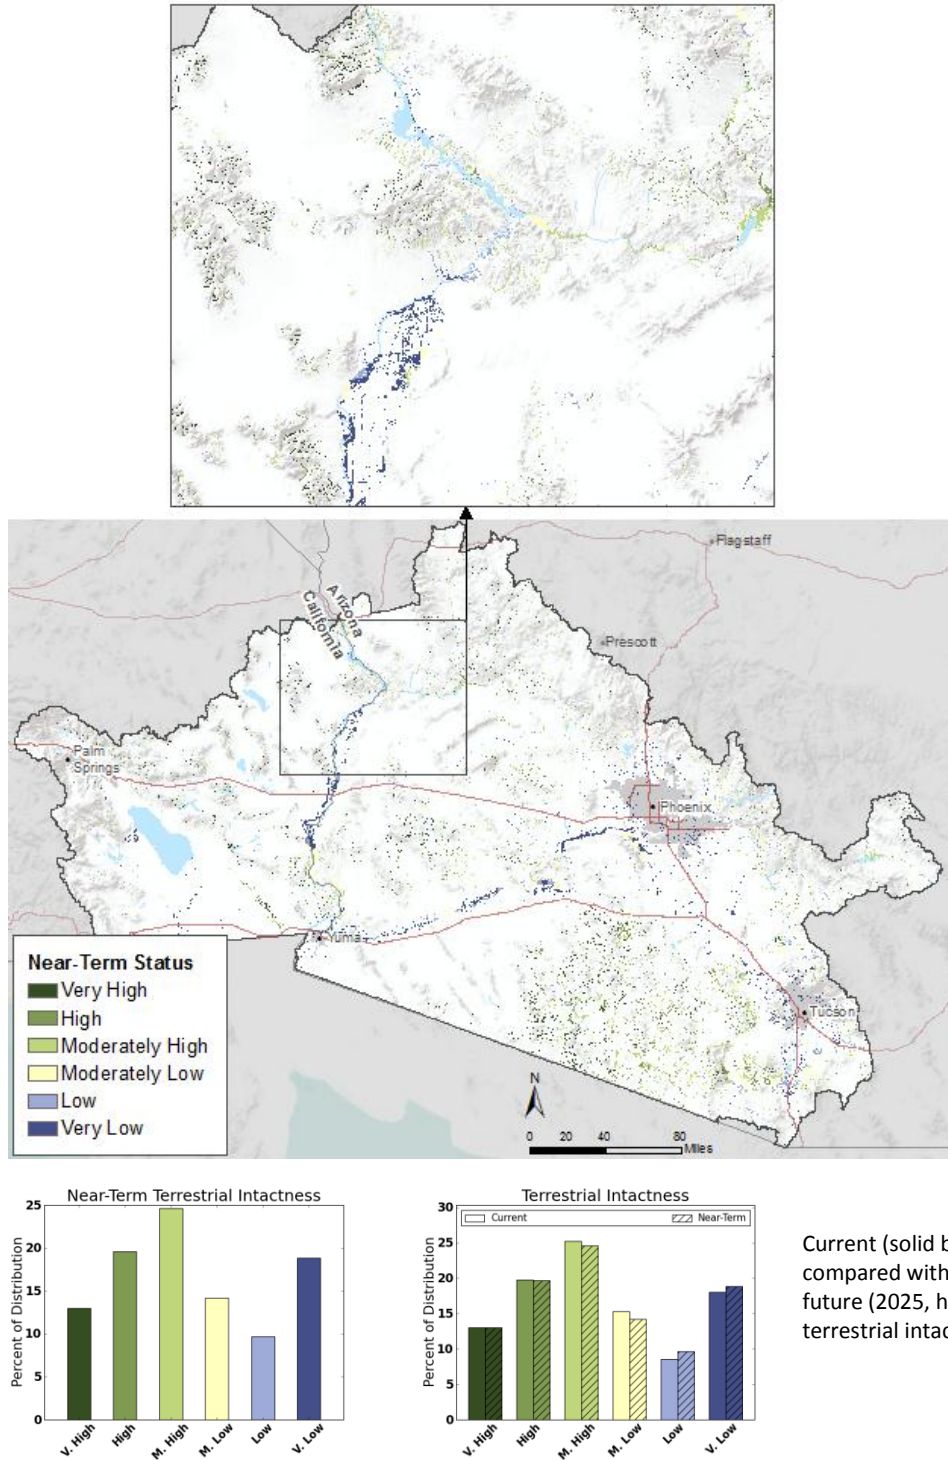 Arizona
California
Flagstaff
Prescott
Palm
Springs
Phoenix
Yuma
Tucson
Near-Term Status
Very High
High
Moderately High
Moderately Low
Low
Very Low
N
0 20 40 80
Miles
Near-Term Terrestrial Intactness
Percent of Distribution
25
20
15
10
5
0
V. High
High
M. High
M. Low
Low
V. Low
Terrestrial Intactness
Current
Near-Term
Percent of Distribution
30
25
20
15
10
5
0
V. High
High
M. High
M. Low
Low
V. Low
Current (solid
compared with
future (2025,
terrestrial